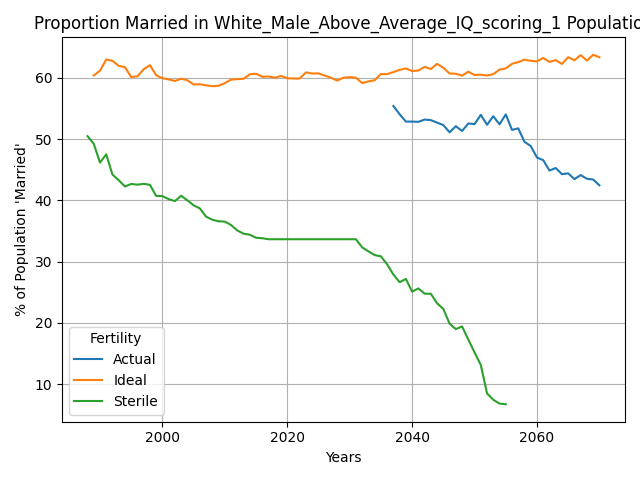 Proportion Married in White_Male_Above_Average_IQ_scoring_1 Populatio
% of Population 'Married'
60
50
40
30
20
10
Fertility
Actual
Ideal
Sterile
2000 2020 2040 2060
Years